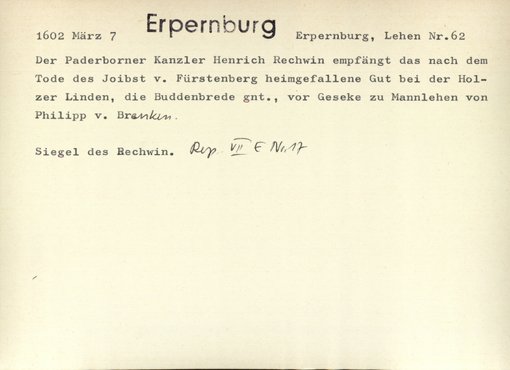 1602 März 7 Erpernburg Erpernburg, Lehen Nr.62
Der Paderborner Kanzler Henrich Rechwin empfängt das nach dem
Tode des Joibst v. Fürstenberg heimgefallene Gut bei der Hol-
zer Linden, die Buddenbrede gnt., vor Geseke zu Mannlehen von
Philipp v. Brenken.
Siegel des Rechwin. Rep. VII E Nr. 17